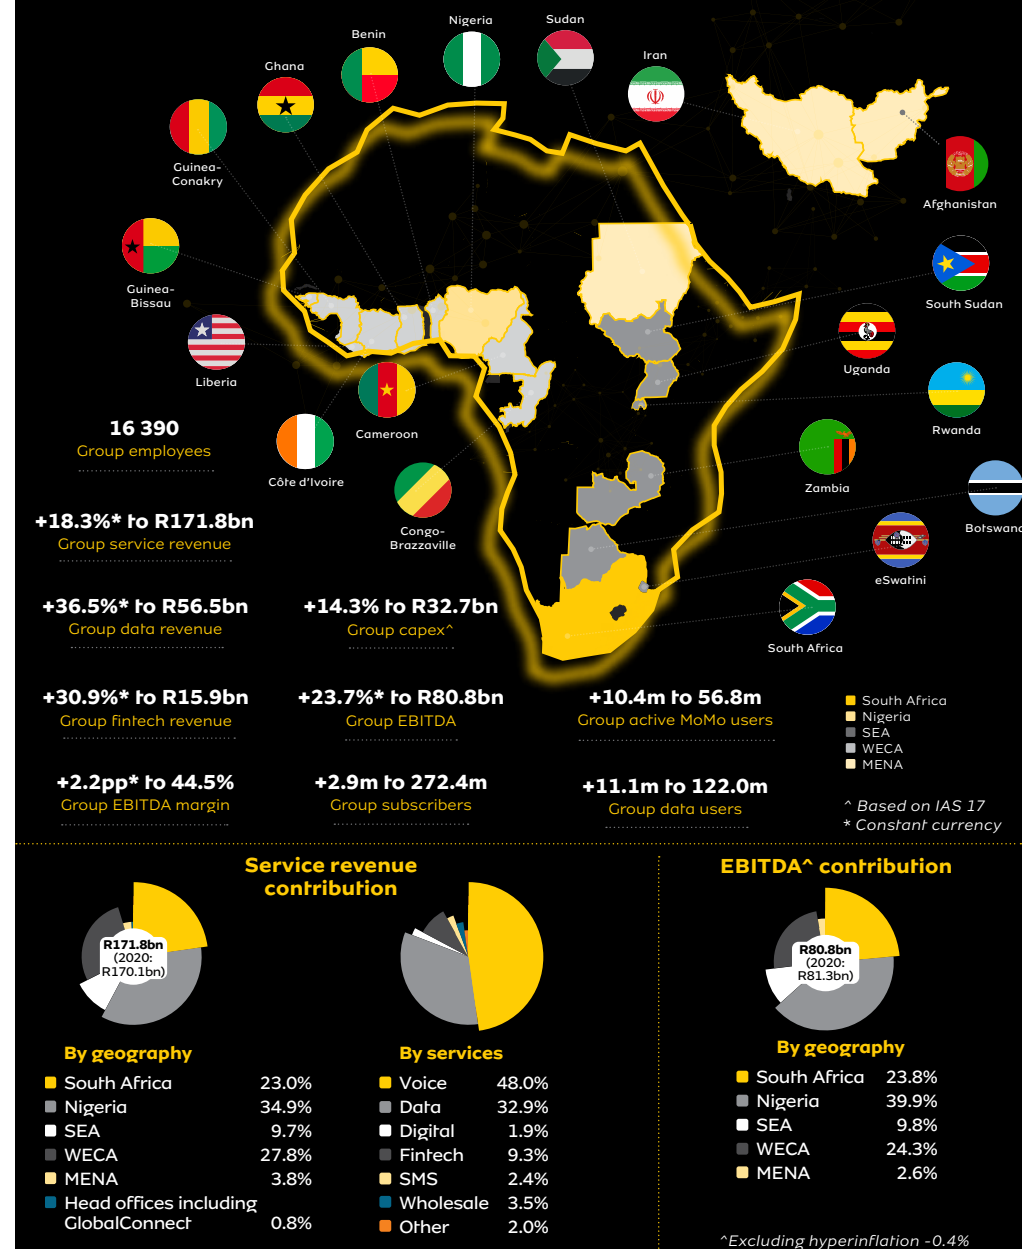 Nigeria
Sudan
Benin
Iran
Ghana
Guinea-
Conakry
Afghanistan
Guinea-
Bissau
South Sudan
Liberia
Uganda
Cameroon
Rwanda
Côte d'Ivoire
Zambia
Congo-
Brazzaville
Botswana
eSwatini
South Africa
16 390
Group employees
+18.3%* to R171.8bn
Group service revenue
+36.5%* to R56.5bn
Group data revenue
+14.3% to R32.7bn
Group capex^
+30.9%* to R15.9bn
Group fintech revenue
+23.7%* to R80.8bn
Group EBITDA
+10.4m to 56.8m
Group active MoMo users
+2.2pp* to 44.5%
Group EBITDA margin
+2.9m to 272.4m
Group subscribers
+11.1m to 122.0m
Group data users
South Africa
Nigeria
SEA
WECA
MENA
^ Based on IAS 17
* Constant currency
Service revenue
contribution
R171.8bn
(2020:
R170.1bn)
By geography
South Africa 23.0%
Nigeria 34.9%
SEA 9.7%
WECA 27.8%
MENA 3.8%
Head offices including
GlobalConnect 0.8%
By services
Voice 48.0%
Data 32.9%
Digital 1.9%
Fintech 9.3%
SMS 2.4%
Wholesale 3.5%
Other 2.0%
EBITDA^ contribution
R80.8bn
(2020:
R81.3bn)
By geography
South Africa 23.8%
Nigeria 39.9%
SEA 9.8%
WECA 24.3%
MENA 2.6%
^Excluding hyperinflation -0.4%